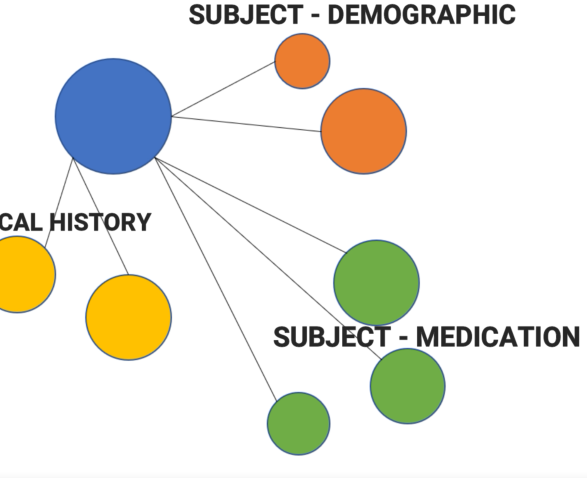 SUBJECT - DEMOGRAPHIC
CAL HISTORY
SUBJECT - MEDICATION